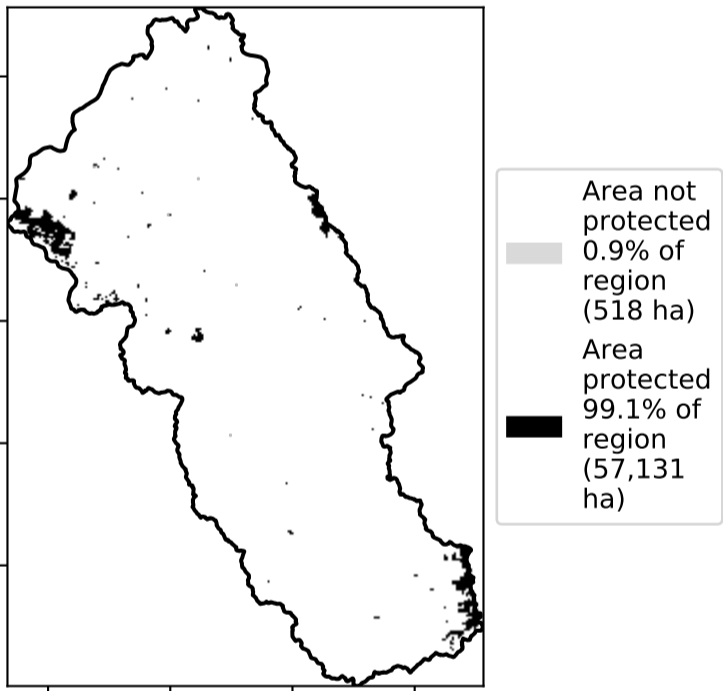 Area not
protected
0.9% of
region
(518 ha)
Area
protected
99.1% of
region
(57,131
ha)